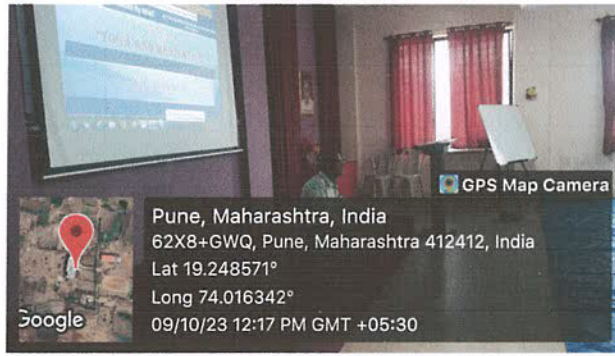 GPS Map Camera
Pune, Maharashtra, India
62X8+GWQ, Pune, Maharashtra 412412, India
Lat 19.248571°
Long 74.016342°
09/10/23 12:17 PM GMT +05:30
Google